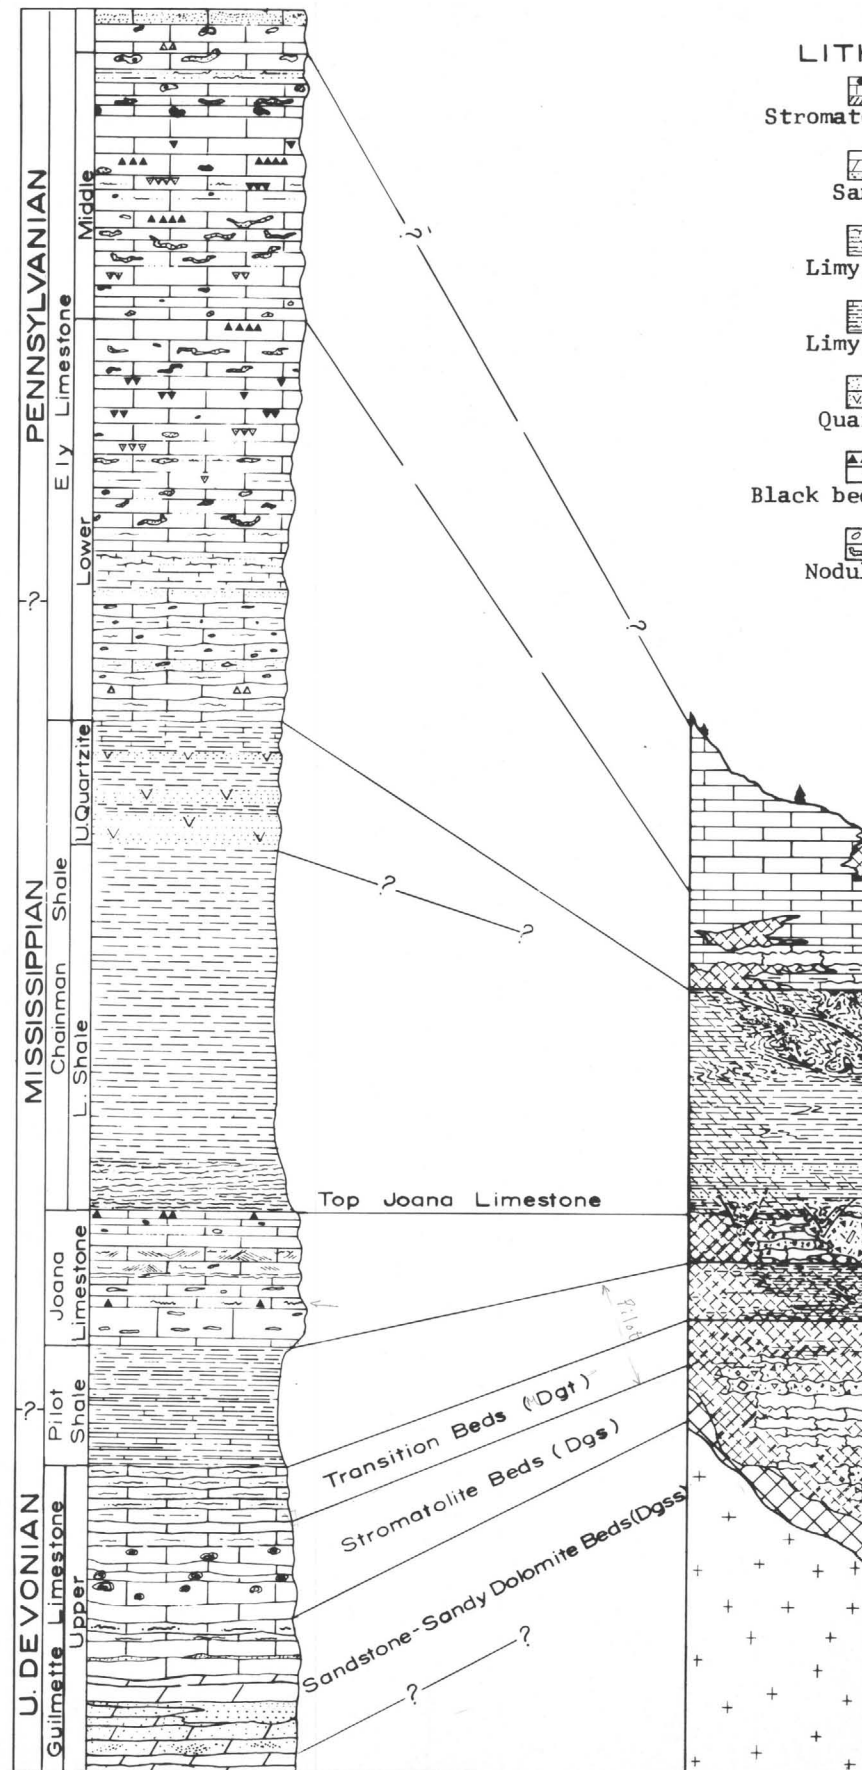 PENNSYLVANIAN
Ely Limestone
Middle
Lower
-?-
MISSISSIPPIAN
Chainman Shale
U. Quartzite
L. Shale
Joana
Limestone
Pilot
Shale
-?-
U. DEVONIAN
Guilmette Limestone
Upper
?
?
?
?
Top Joana Limestone
Pilot
Transition Beds (Dgt)
Stromatolite Beds (Dgs)
Sandstone-Sandy Dolomite Beds (Dgss)
?
?
LITH
Stromat
Sa
Limy
Limy
Qua
Black be
Nodul